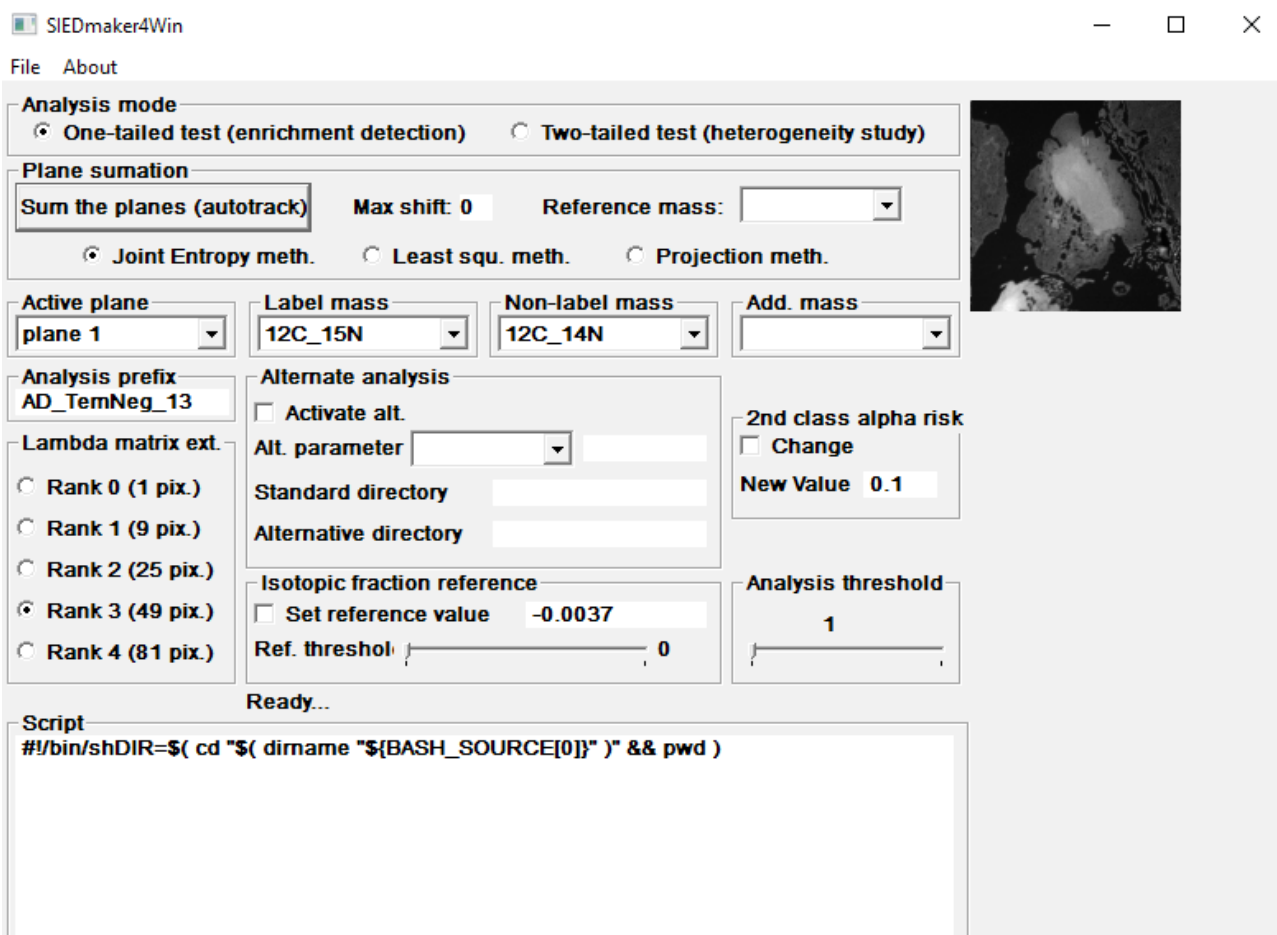 SIEDmaker4Win
File About
Analysis mode
One-tailed test (enrichment detection) Two-tailed test (heterogeneity study)
Plane sumation
Sum the planes (autotrack) Max shift: 0 Reference mass:
Joint Entropy meth. Least squ. meth. Projection meth.
Active plane Label mass Non-label mass Add. mass
plane 1 12C_15N 12C_14N
Analysis prefix
AD_TemNeg_13
Lambda matrix ext.
Rank 0 (1 pix.)
Rank 1 (9 pix.)
Rank 2 (25 pix.)
Rank 3 (49 pix.)
Rank 4 (81 pix.)
Alternate analysis
Activate alt.
Alt. parameter
Standard directory
Alternative directory
2nd class alpha risk
Change
New Value 0.1
Isotopic fraction reference
Set reference value -0.0037
Ref. threshol 0
Analysis threshold
1
Ready...
Script
#!/bin/shDIR=$( cd "$( dirname "${BASH_SOURCE[0]}" )" && pwd )